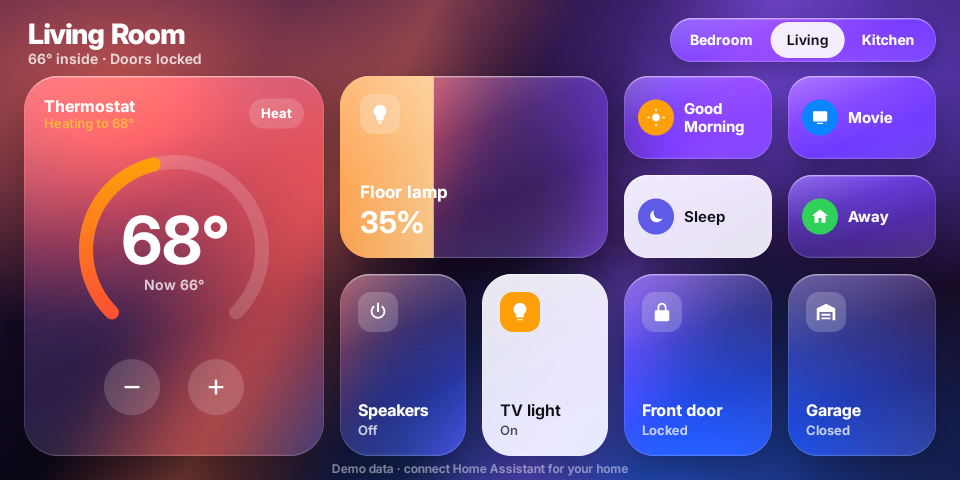 Living Room
66° inside · Doors locked
Bedroom
Living
Kitchen
Thermostat
Heating to 68°
Heat
68°
Now 66°
Floor lamp
35%
Good
Morning
Movie
Sleep
Away
Speakers
Off
TV light
On
Front door
Locked
Garage
Closed
Demo data · connect Home Assistant for your home